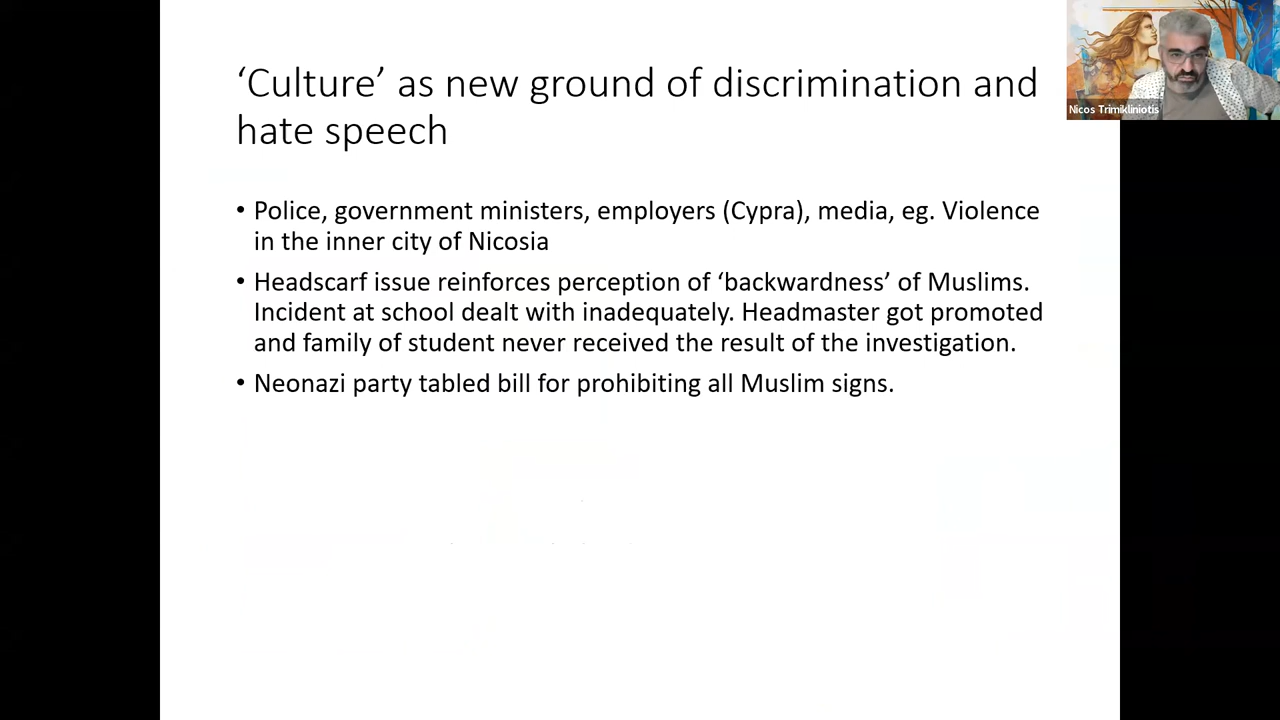 ‘Culture’ as new ground of discrimination and
hate speech
Nicos Trimikliniotis
• Police, government ministers, employers (Cypra), media, eg. Violence
in the inner city of Nicosia
• Headscarf issue reinforces perception of ‘backwardness’ of Muslims.
Incident at school dealt with inadequately. Headmaster got promoted
and family of student never received the result of the investigation.
• Neonazi party tabled bill for prohibiting all Muslim signs.